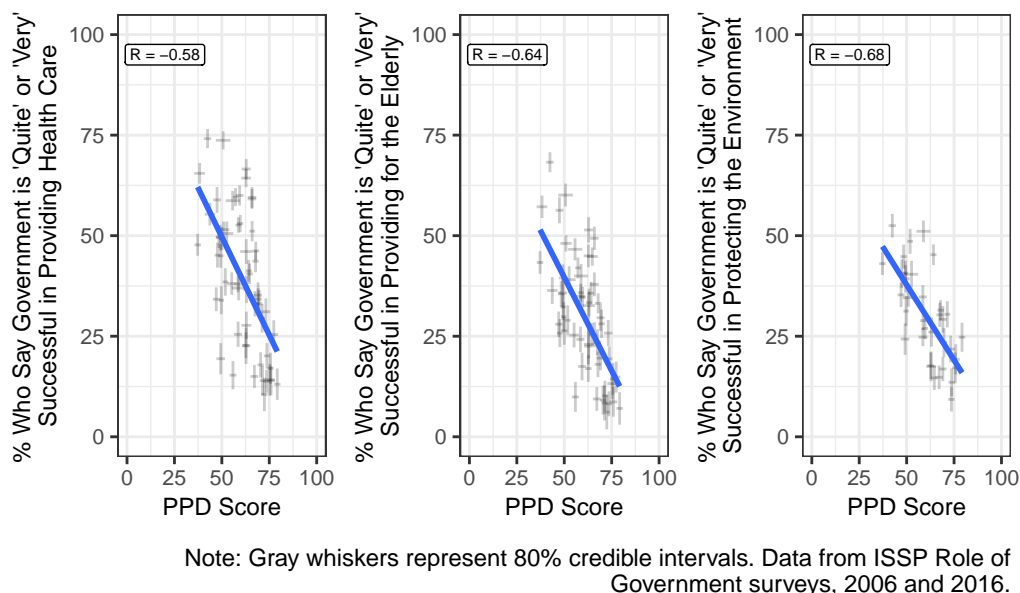 % Who Say Government is 'Quite' or 'Very'
Successful in Providing Health Care
100
75
50
25
0
R = −0.58
0 25 50 75 100
PPD Score
% Who Say Government is 'Quite' or 'Very'
Successful in Providing for the Elderly
100
75
50
25
0
R = −0.64
0 25 50 75 100
PPD Score
% Who Say Government is 'Quite' or 'Very'
Successful in Protecting the Environment
100
75
50
25
0
R = −0.68
0 25 50 75 100
PPD Score
Note: Gray whiskers represent 80% credible intervals. Data from ISSP Role of
Government surveys, 2006 and 2016.